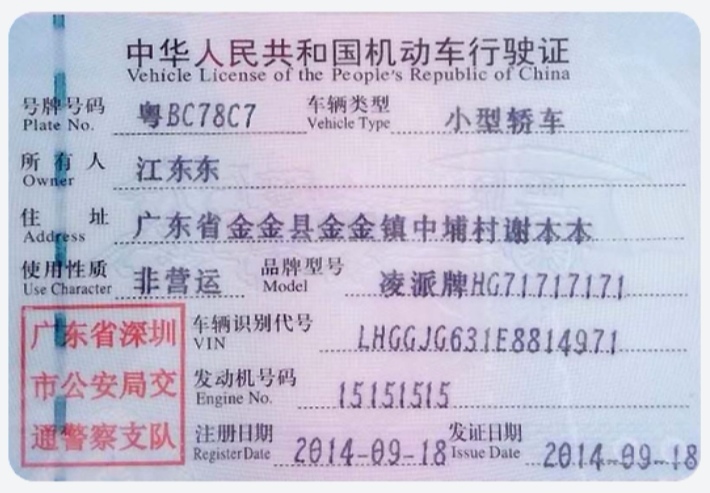 中华人民共和国机动车行驶证
Vehicle License of the People's Republic of China
号牌号码 粤BC78C7 车辆类型 小型轿车
Plate No. Vehicle Type
所有人 江东东
Owner
住址 广东省金金县金金镇中埔村谢本本
Address
使用性质 非营运 品牌型号 凌派牌HG71717171
Use Character Model
广东省深圳
市公安局交
通警察支队
车辆识别代号 LHGGJG631E8814971
VIN
发动机号码 15151515
Engine No.
注册日期 2014-09-18 发证日期 2014-09-18
Register Date Issue Date